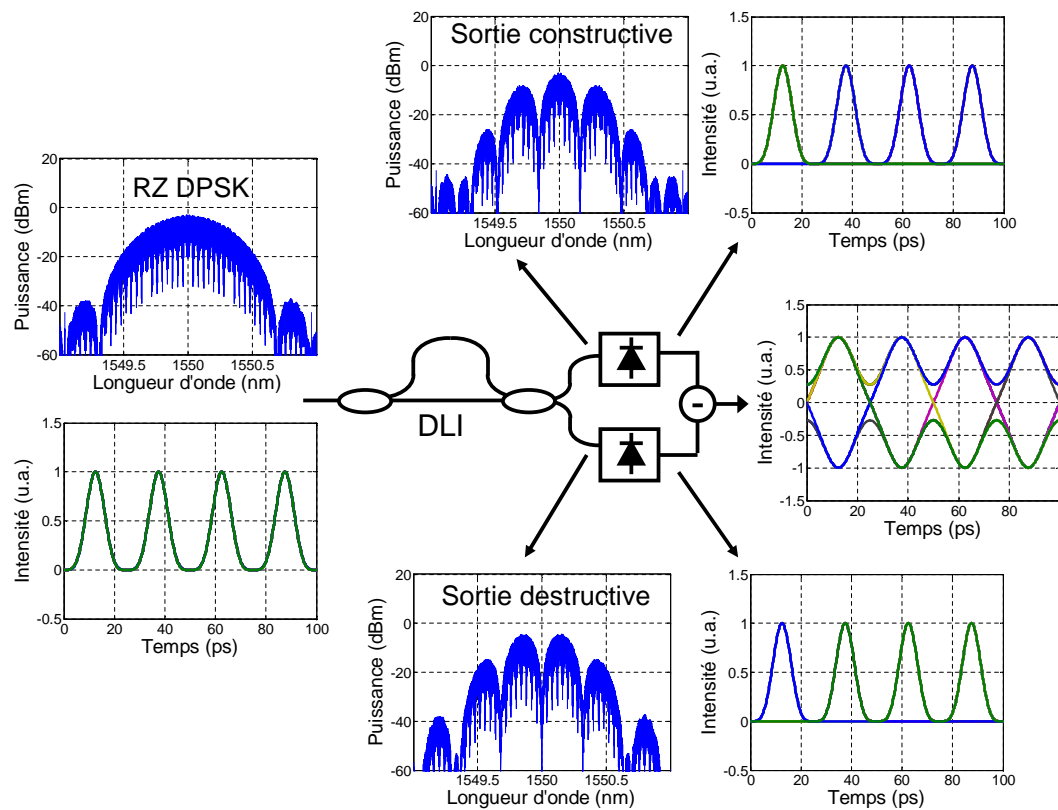 Sortie constructive
Puissance (dBm)
20
0
-20
-40
-60
1549.5 1550 1550.5
Longueur d'onde (nm)
Intensité (u.a.)
1.5
1
0.5
0
-0.5
0 20 40 60 80 100
Temps (ps)
RZ DPSK
Puissance (dBm)
20
0
-20
-40
-60
1549.5 1550 1550.5
Longueur d'onde (nm)
Intensité (u.a.)
1.5
1
0.5
0
-0.5
0 20 40 60 80 100
Temps (ps)
DLI
-
Intensité (u.a.)
1.5
1
0.5
0
-0.5
-1
-1.5
0 20 40 60 80
Temps (ps)
Sortie destructive
Puissance (dBm)
20
0
-20
-40
-60
1549.5 1550 1550.5
Longueur d'onde (nm)
Intensité (u.a.)
1.5
1
0.5
0
-0.5
0 20 40 60 80 100
Temps (ps)